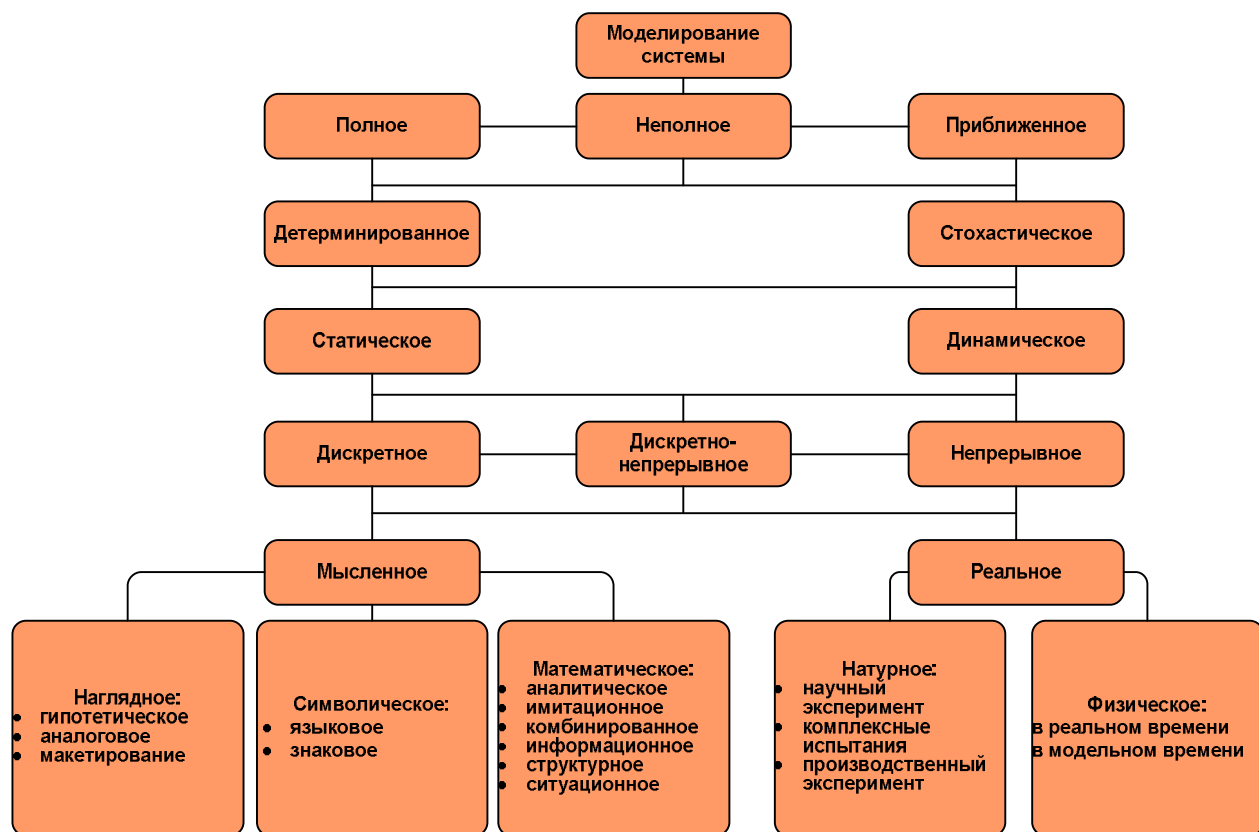 Моделирование
системы
Полное
Неполное
Приближенное
Детерминированное
Стохастическое
Статическое
Динамическое
Дискретное
Дискретно-
непрерывное
Непрерывное
Мысленное
Реальное
Наглядное:
• гипотетическое
• аналоговое
• макетирование
Символическое:
• языковое
• знаковое
Математическое:
• аналитическое
• имитационное
• комбинированное
• информационное
• структурное
• ситуационное
Натурное:
• научный
эксперимент
• комплексные
испытания
• производственный
эксперимент
Физическое:
в реальном времени
в модельном времени